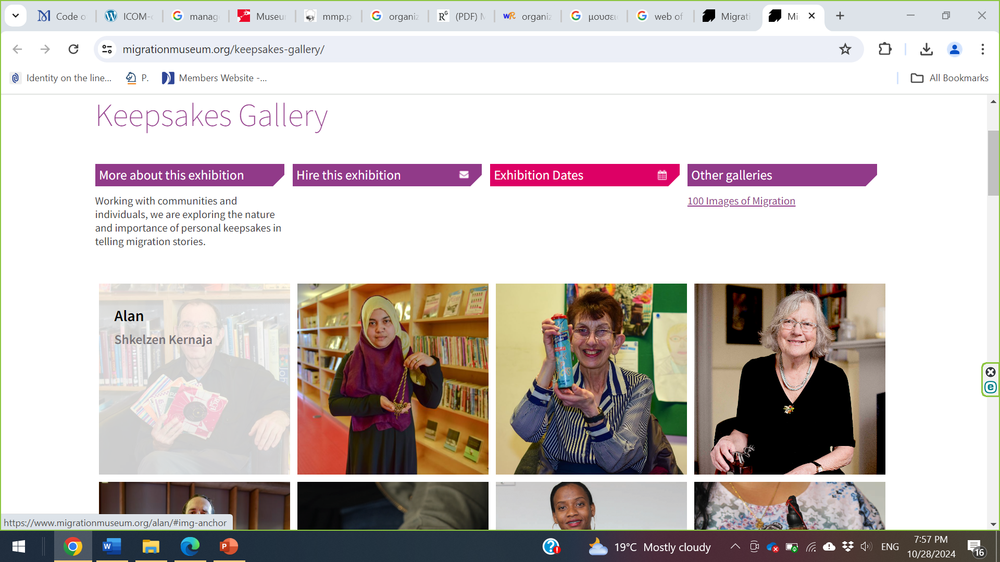 Code o
ICOM-
manag
Museu
mmp.p
organiz
(PDF) M
organiz
μουσει
web of
Migrati
Mi
migrationmuseum.org/keepsakes-gallery/
Identity on the line...
P.
Members Website -...
All Bookmarks
Keepsakes Gallery
More about this exhibition
Hire this exhibition
Exhibition Dates
Other galleries
Working with communities and
individuals, we are exploring the nature
and importance of personal keepsakes in
telling migration stories.
100 Images of Migration
Alan
Shkelzen Kernaja
https://www.migrationmuseum.org/alan/#img-anchor
19°C Mostly cloudy
ENG
7:57 PM
10/28/2024
16